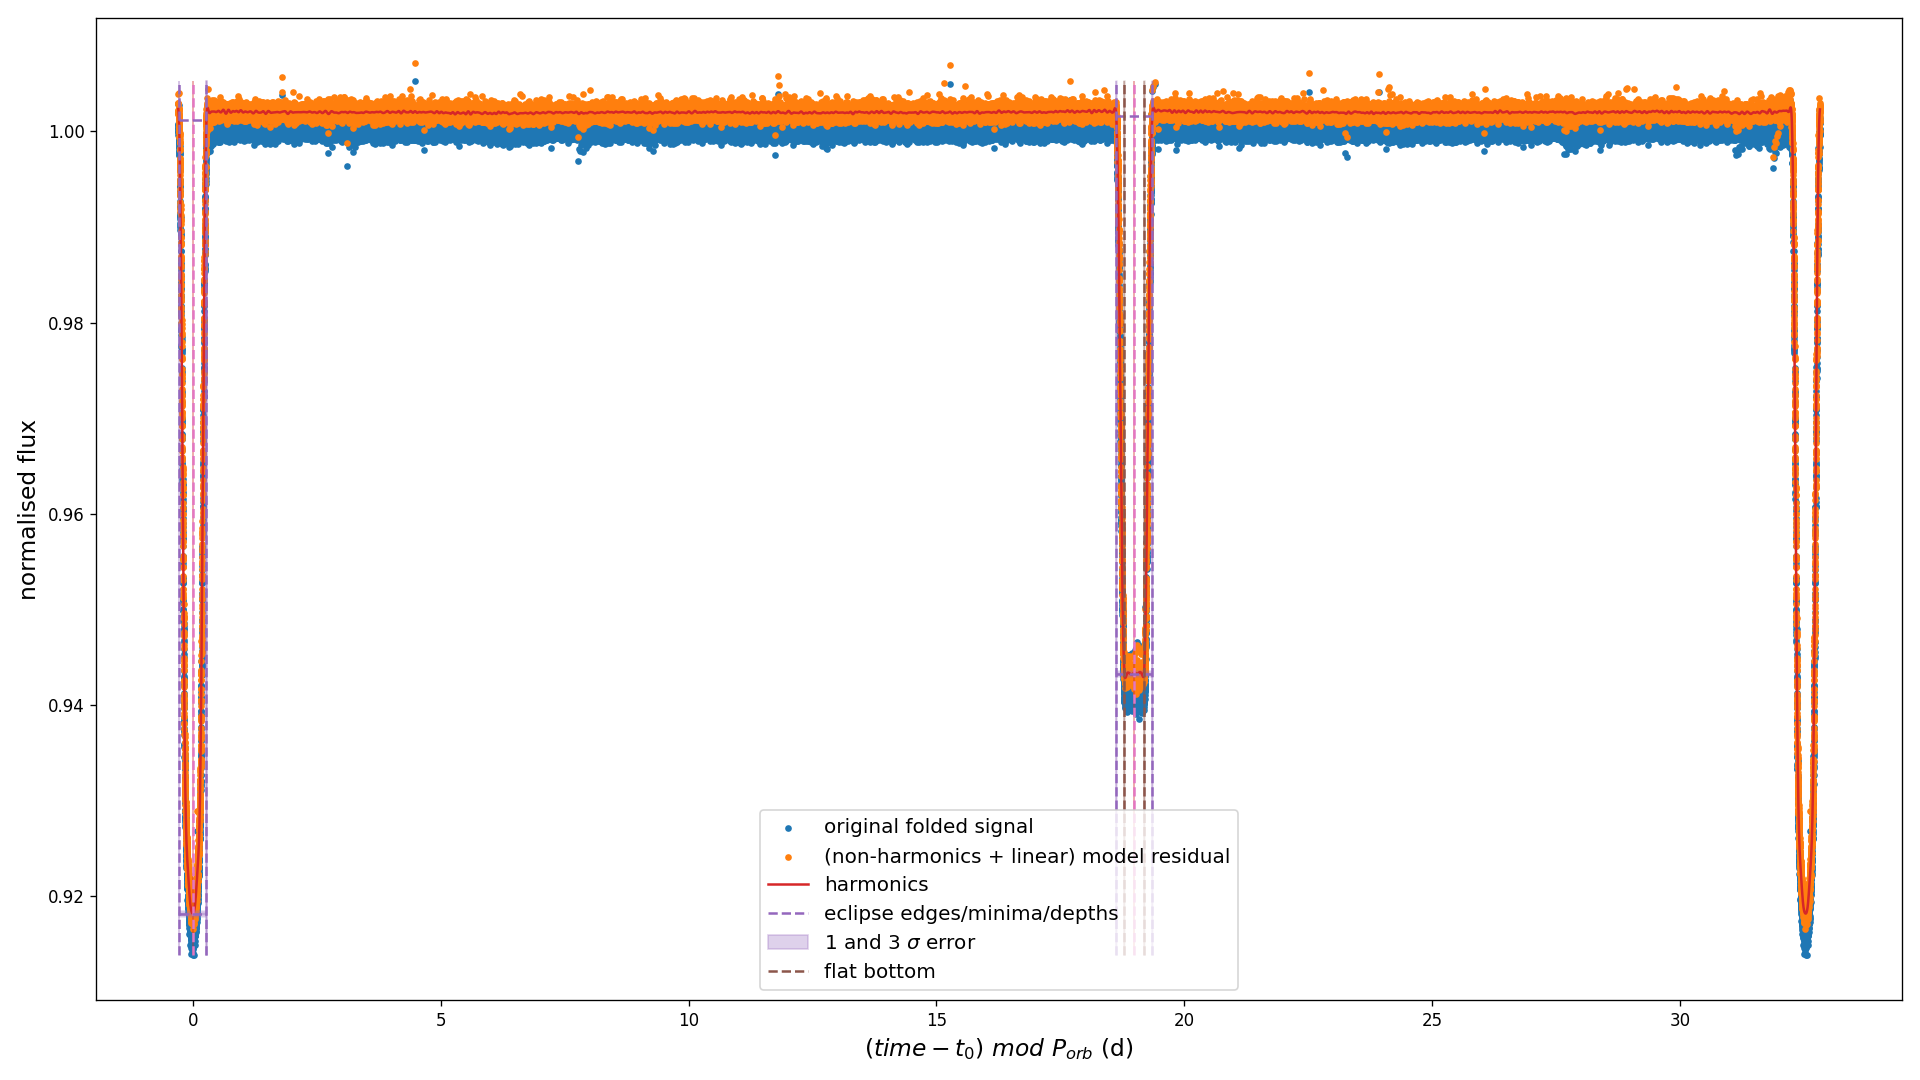 normalised flux
1.00
0.98
0.96
0.94
0.92
original folded signal
(non-harmonics + linear) model residual
harmonics
eclipse edges/minima/depths
1 and 3 σ error
flat bottom
0
5
10
15
20
25
30
(time − t₀) mod Pₒᵣb (d)